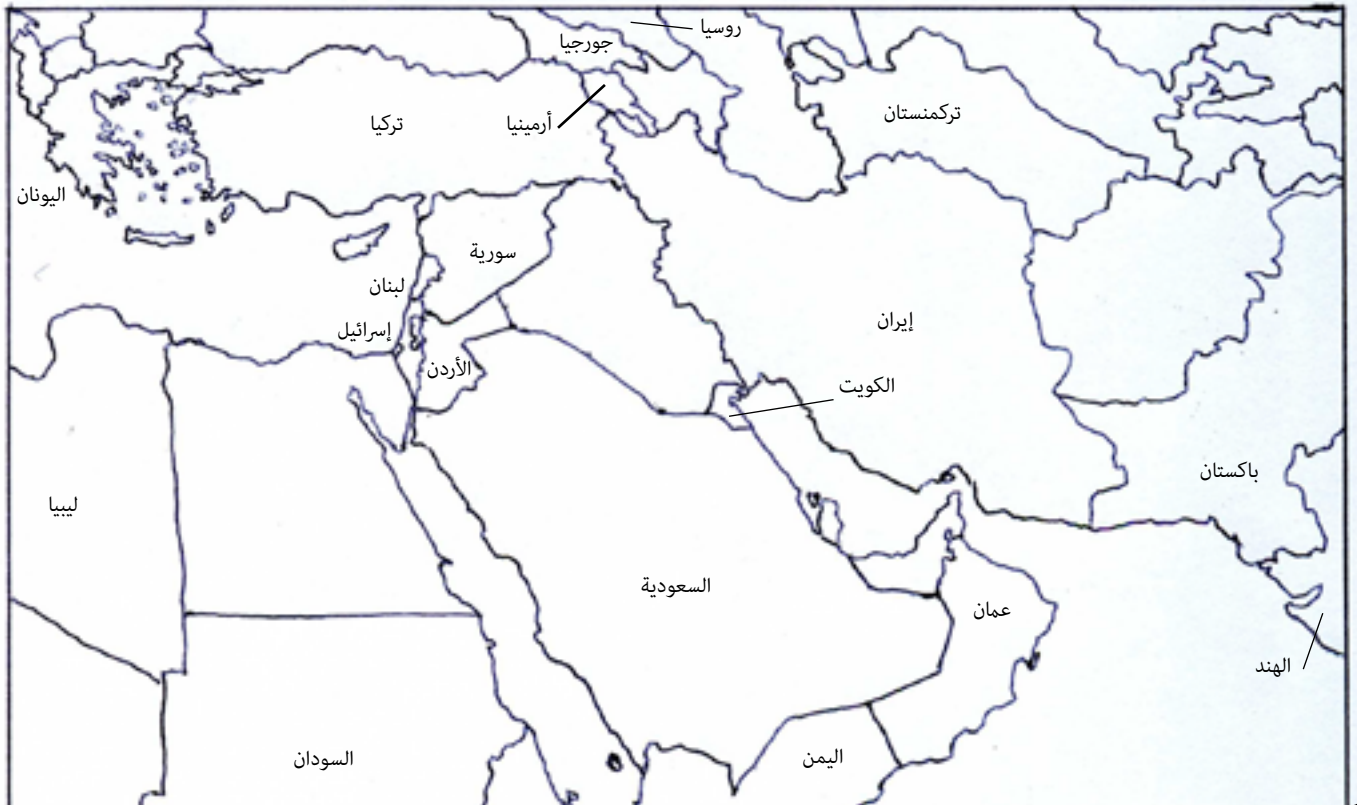 روسيا
جورجيا
تركمنستان
أرمينيا
تركيا
اليونان
سورية
لبنان
إيران
إسرائيل
الأردن
الكويت
باكستان
ليبيا
السعودية
عمان
الهند
اليمن
السودان